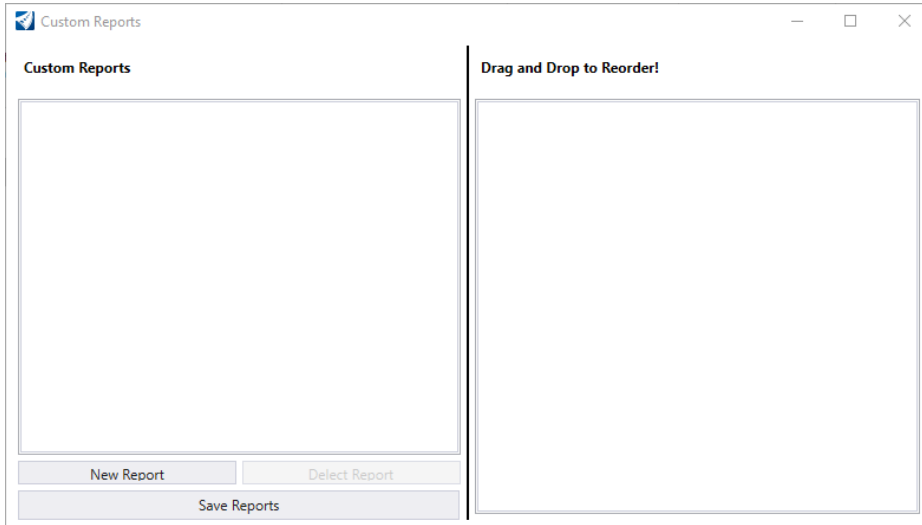 Custom Reports
Custom Reports
Drag and Drop to Reorder!
New Report
Delect Report
Save Reports